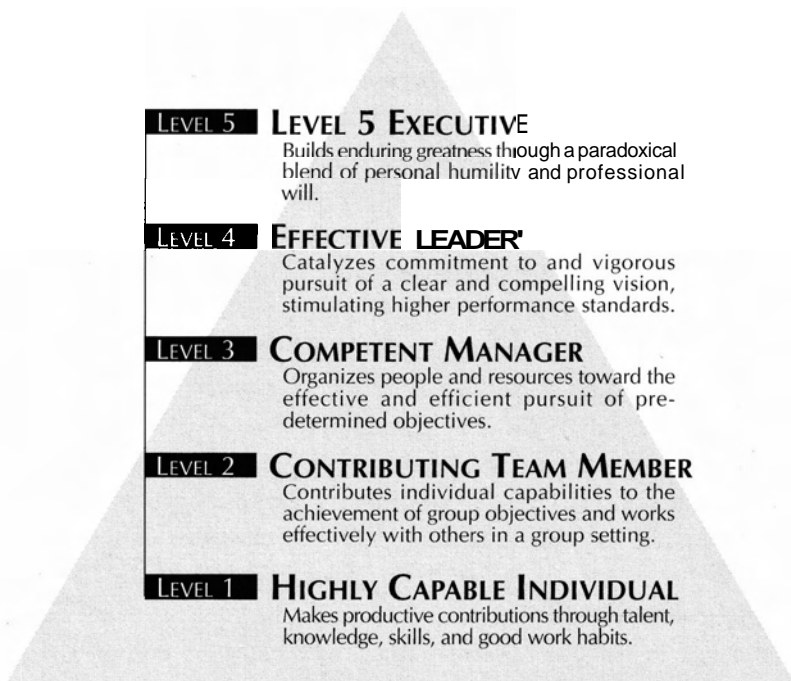 LEVEL 5 LEVEL 5 EXECUTIVE
Builds enduring greatness through a paradoxical
blend of personal humility and professional
will.
LEVEL 4 EFFECTIVE LEADER'
Catalyzes commitment to and vigorous
pursuit of a clear and compelling vision,
stimulating higher performance standards.
LEVEL 3 COMPETENT MANAGER
Organizes people and resources toward the
effective and efficient pursuit of pre-
determined objectives.
LEVEL 2 CONTRIBUTING TEAM MEMBER
Contributes individual capabilities to the
achievement of group objectives and works
effectively with others in a group setting.
LEVEL 1 HIGHLY CAPABLE INDIVIDUAL
Makes productive contributions through talent,
knowledge, skills, and good work habits.